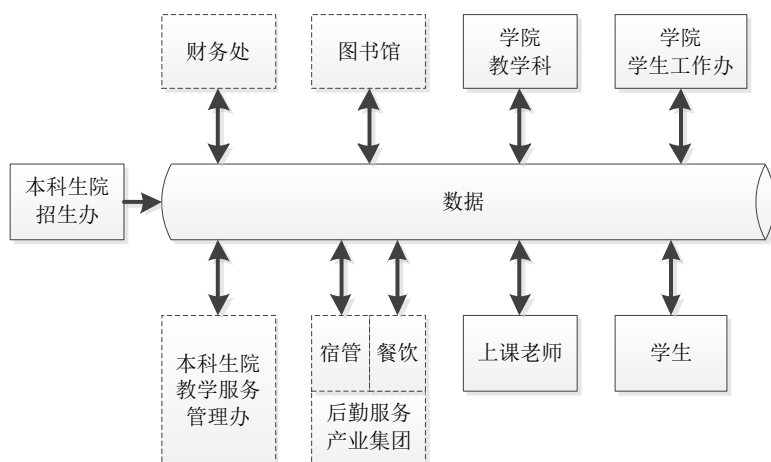 财务处
图书馆
学院
教学科
学院
学生工作办
本科生院
招生办
数据
本科生院
教学服务
管理办
宿管
餐饮
后勤服务
产业集团
上课老师
学生